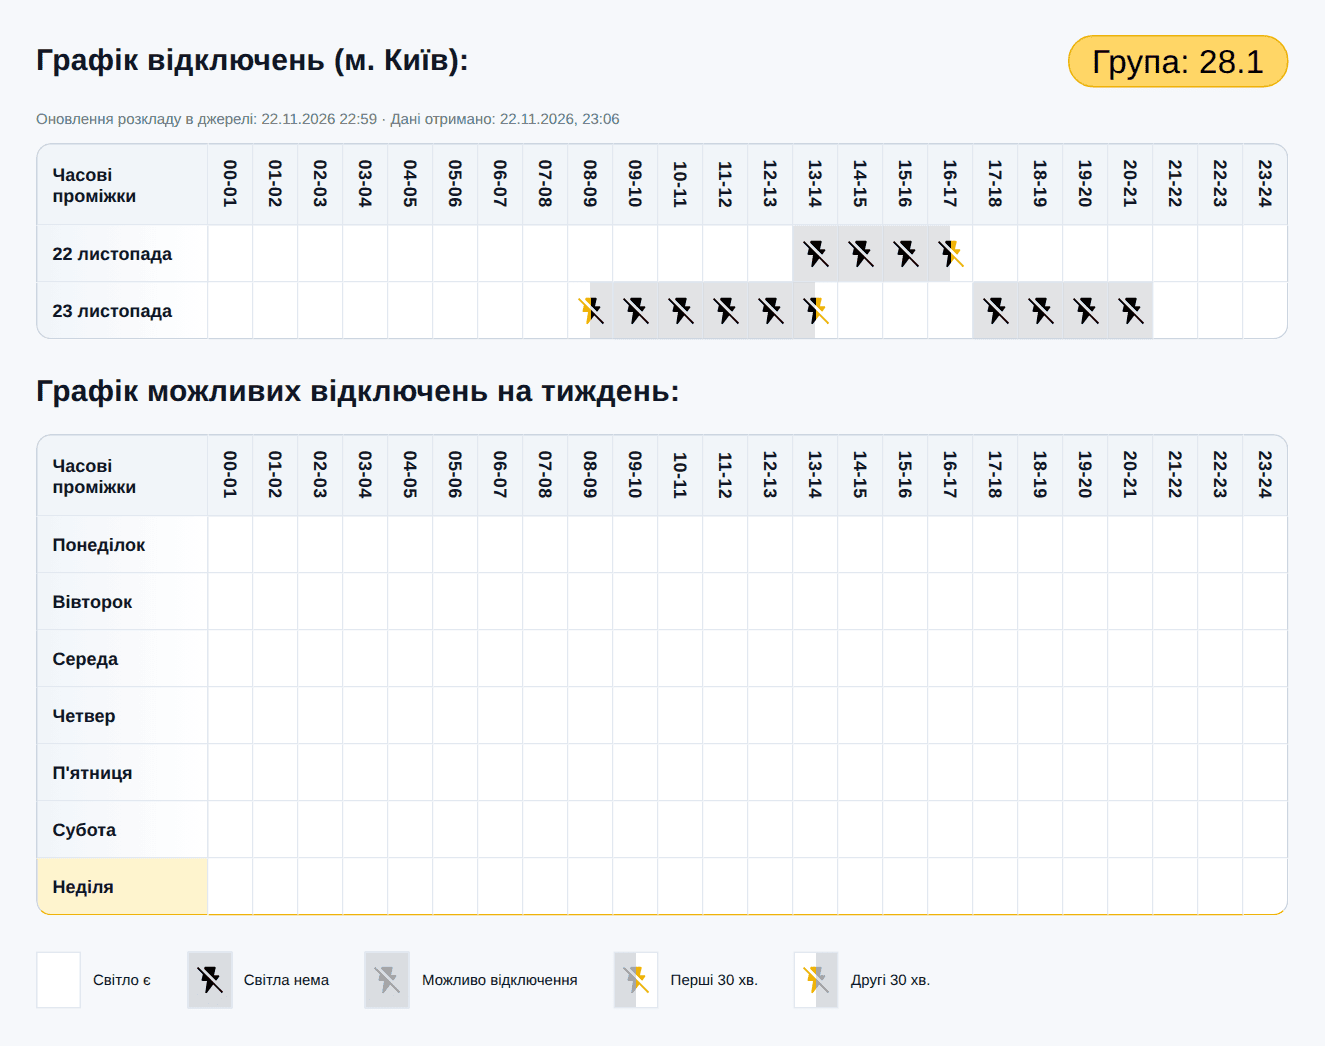 Графік відключень (м. Київ):
Група: 28.1
Оновлення розкладу в джерелі: 22.11.2026 22:59 · Дані отримано: 22.11.2026, 23:06
Часові проміжки 00-01 01-02 02-03 03-04 04-05 05-06 06-07 07-08 08-09 09-10 10-11 11-12 12-13 13-14 14-15 15-16 16-17 17-18 18-19 19-20 20-21 21-22 22-23 23-24
22 листопада
23 листопада
Графік можливих відключень на тиждень:
Часові проміжки 00-01 01-02 02-03 03-04 04-05 05-06 06-07 07-08 08-09 09-10 10-11 11-12 12-13 13-14 14-15 15-16 16-17 17-18 18-19 19-20 20-21 21-22 22-23 23-24
Понеділок
Вівторок
Середа
Четвер
П'ятниця
Субота
Неділя
Світло є Світла нема Можливо відключення Перші 30 хв. Другі 30 хв.